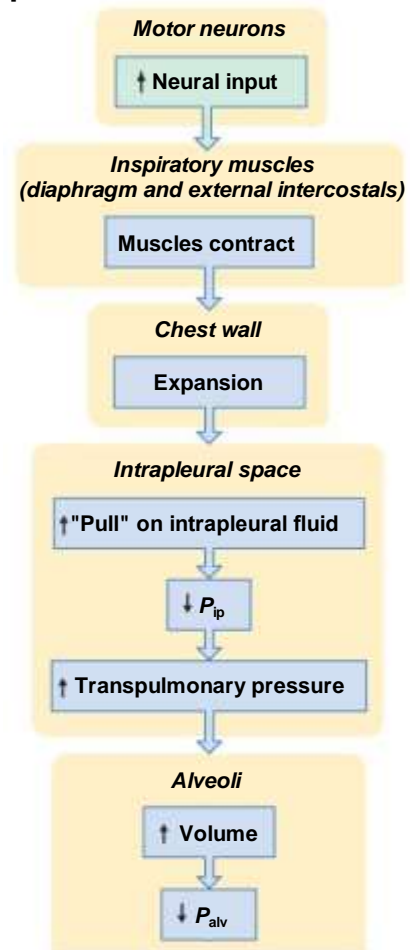 Motor neurons
↑ Neural input
Inspiratory muscles
(diaphragm and external intercostals)
Muscles contract
Chest wall
Expansion
Intrapleural space
↑"Pull" on intrapleural fluid
↓ Pip
↑ Transpulmonary pressure
Alveoli
↑ Volume
↓ Palv